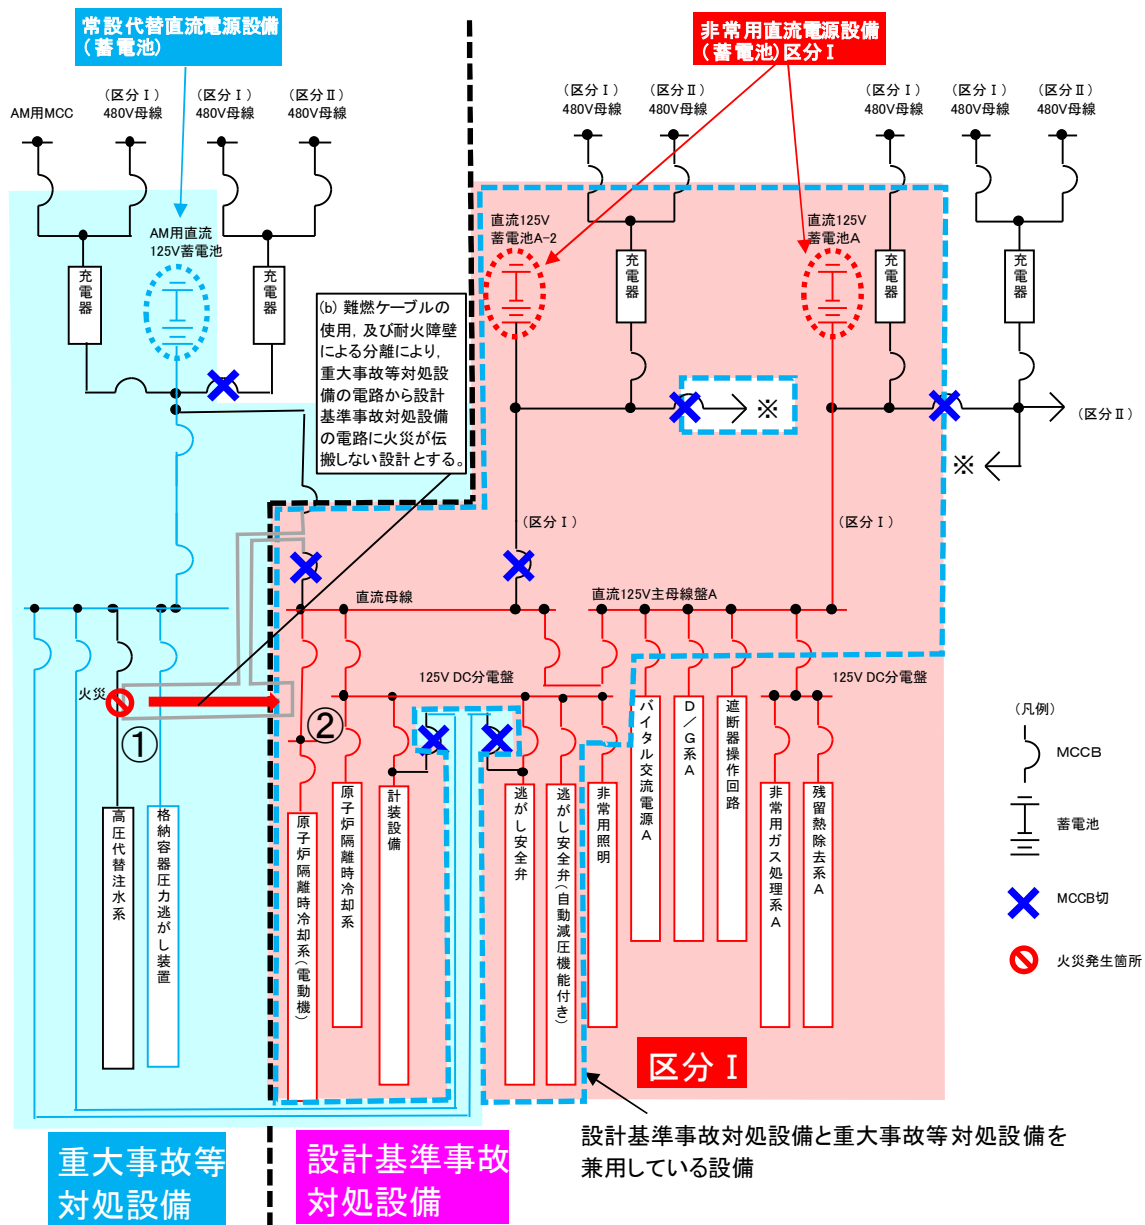 常設代替直流電源設備
(蓄電池)
非常用直流電源設備
(蓄電池)区分Ⅰ
AM用MCC
(区分Ⅰ)
480V母線
(区分Ⅰ)
480V母線
(区分Ⅱ)
480V母線
(区分Ⅰ)
480V母線
(区分Ⅱ)
480V母線
(区分Ⅰ)
480V母線
(区分Ⅰ)
480V母線
(区分Ⅱ)
480V母線
AM用直流
125V蓄電池
直流125V
蓄電池A-2
直流125V
蓄電池A
充電器
充電器
充電器
充電器
充電器
(b) 難燃ケーブルの
使用，及び耐火障壁
による分離により，
重大事故等対処設
備の電路から設計
基準事故対処設備
の電路に火災が伝
搬しない設計とする。
※
(区分Ⅱ)
※
(区分Ⅰ)
(区分Ⅰ)
直流母線
直流125V主母線盤A
125V DC分電盤
125V DC分電盤
火災
①
②
高圧代替注水系
格納容器圧力逃がし装置
原子炉隔離時冷却系(電動機)
原子炉隔離時冷却系
計装設備
逃がし安全弁
逃がし安全弁(自動減圧機能付き)
非常用照明
バイタル交流電源A
D/G系A
遮断器操作回路
非常用ガス処理系A
残留熱除去系A
(凡例)
MCCB
蓄電池
MCCB切
火災発生箇所
区分Ⅰ
設計基準事故対処設備と重大事故等対処設備を
兼用している設備
重大事故等
対処設備
設計基準事故
対処設備